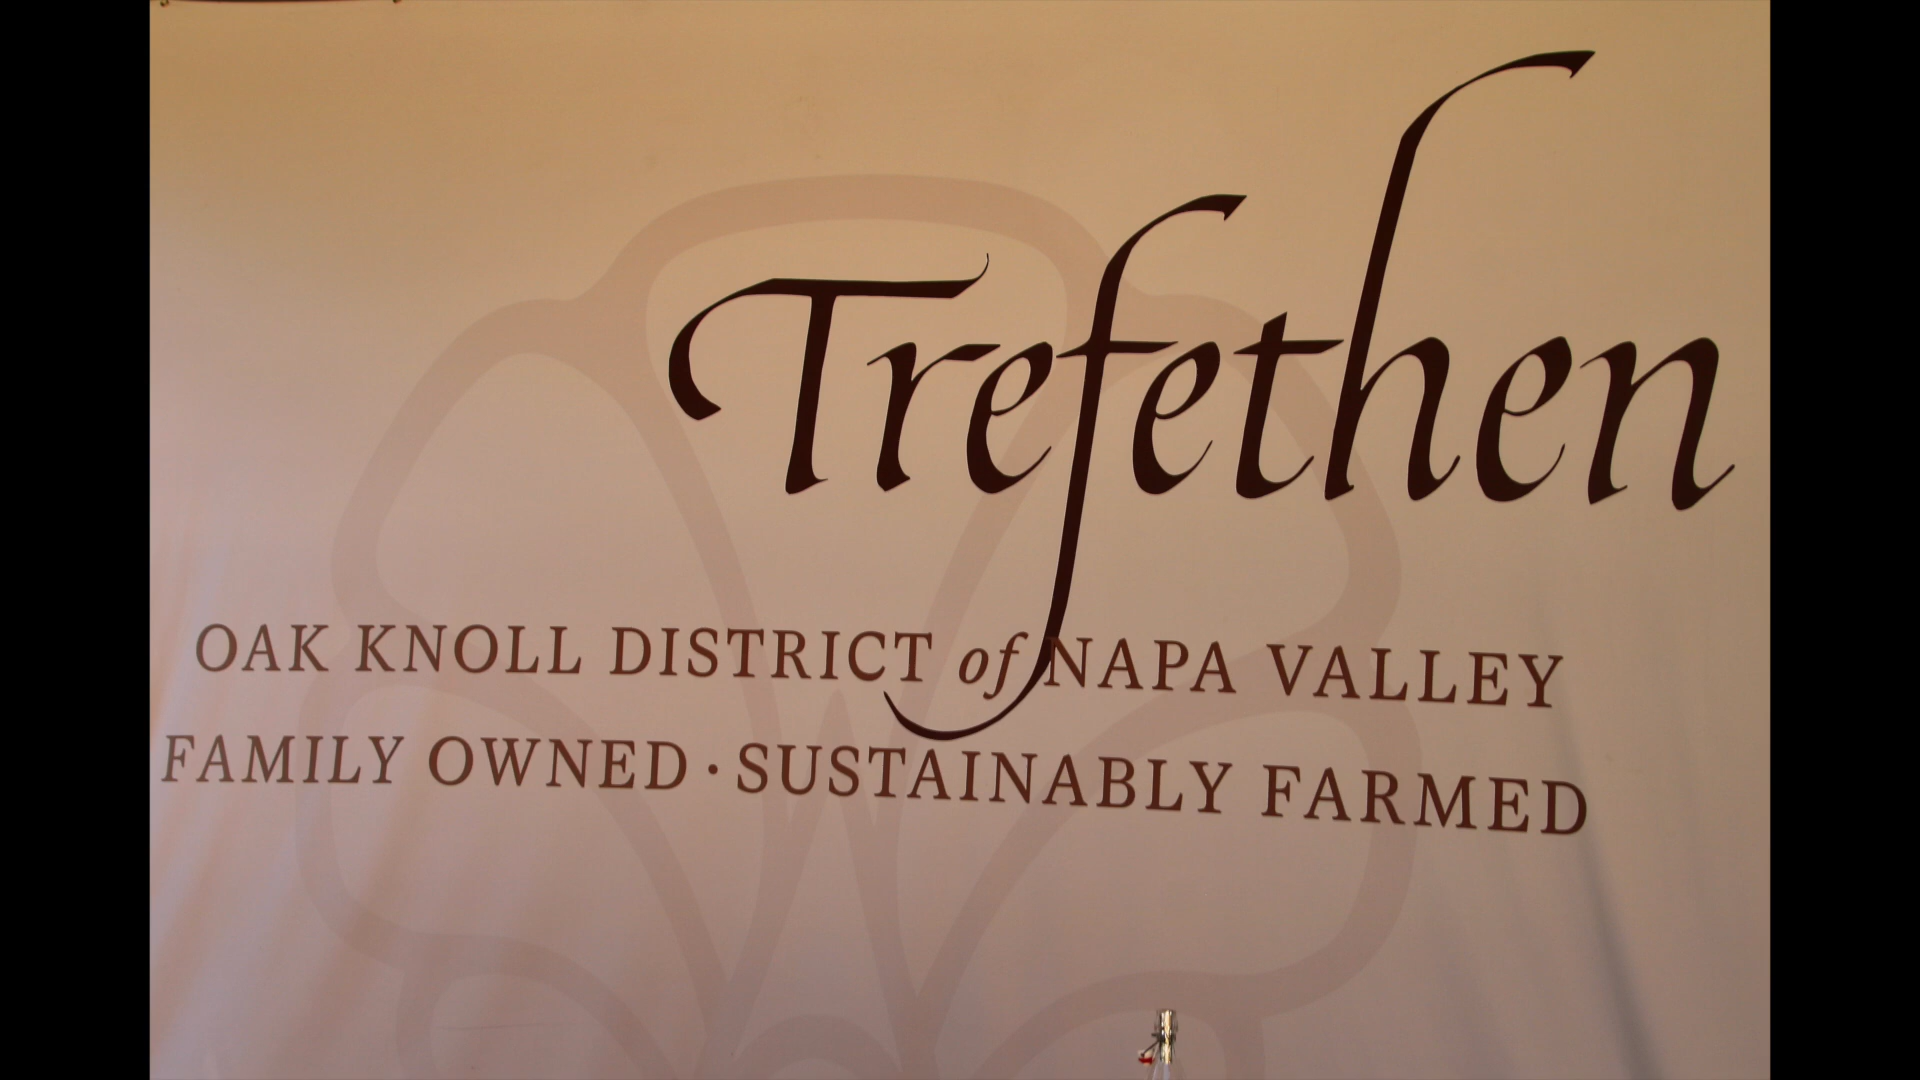 Trefethen
OAK KNOLL DISTRICT of NAPA VALLEY
FAMILY OWNED · SUSTAINABLY FARMED